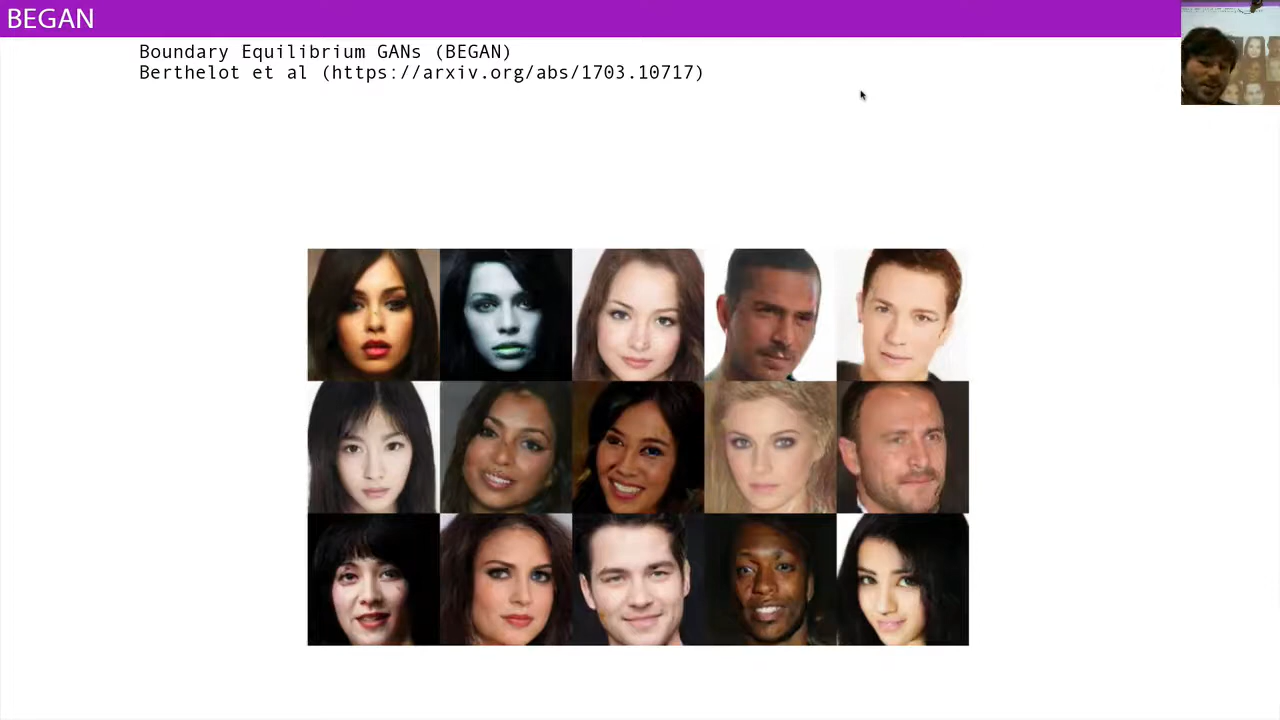 BEGAN
Boundary Equilibrium GANs (BEGAN)
Berthelot et al (https://arxiv.org/abs/1703.10717)